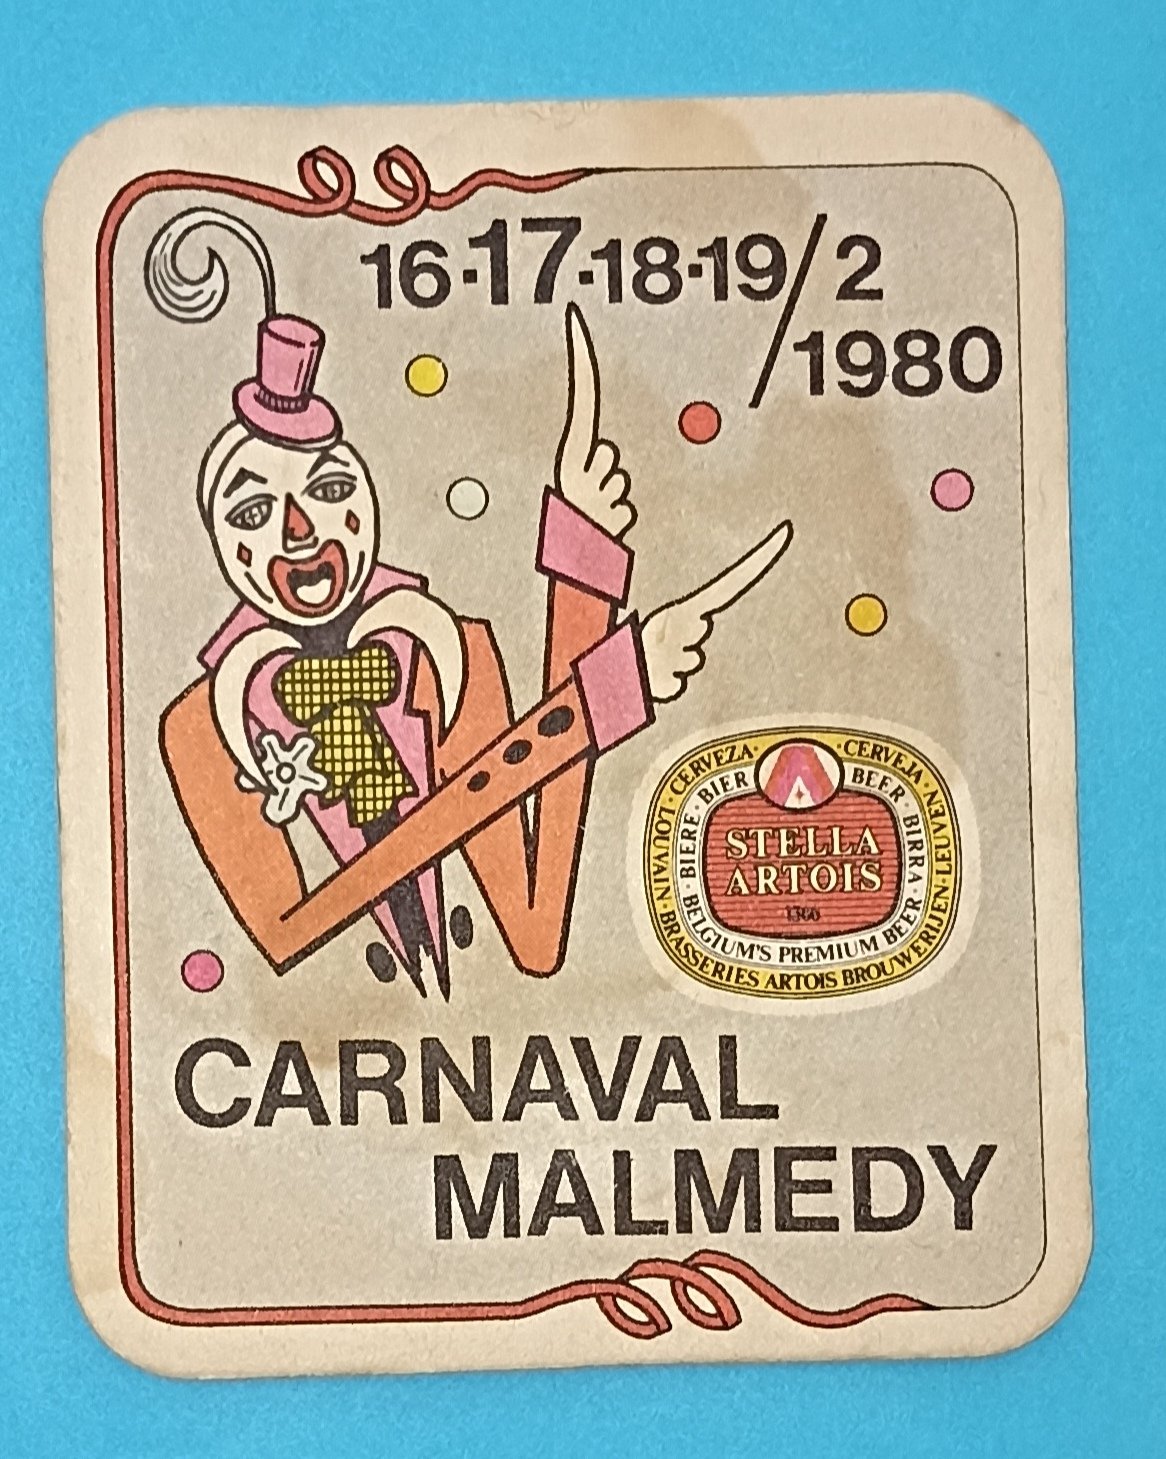 16·17·18·19/2
/1980
·LOUVAIN·CERVEZA· ·CERVEJA·LEUVEN·
·BIERE·BIER BEER·BIRRA·
STELLA
ARTOIS
1366
BELGIUM'S PREMIUM BEER
BRASSERIES ARTOIS BROUWERIJEN
CARNAVAL
MALMEDY